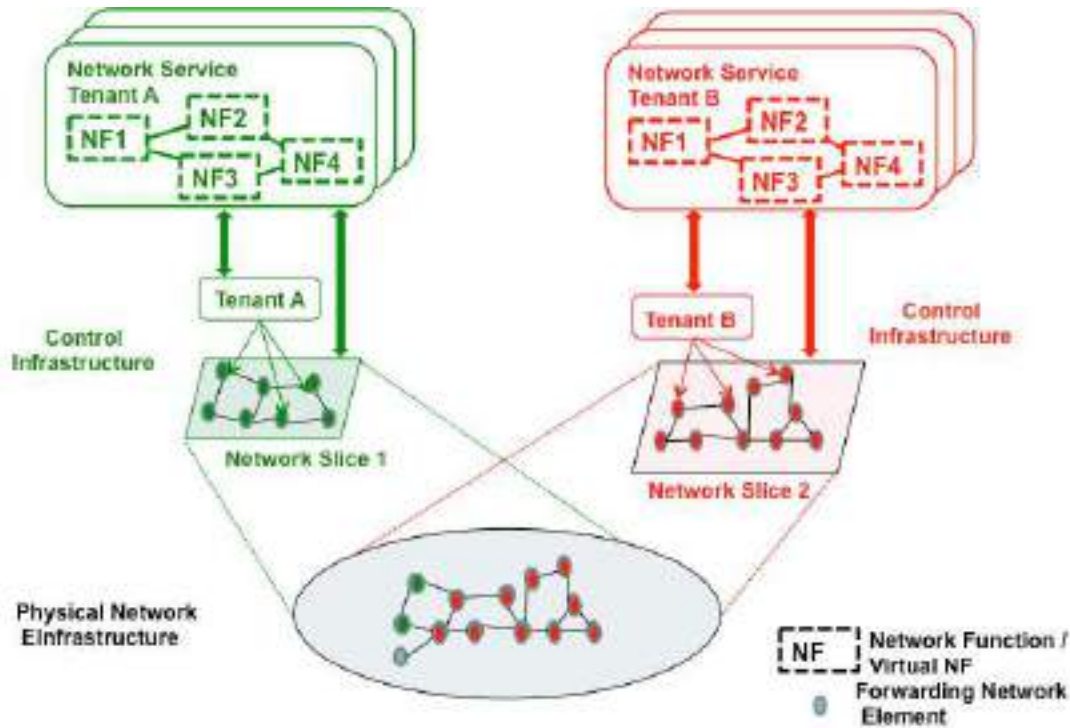 Network Service
Tenant A
NF1
NF2
NF3
NF4
Network Service
Tenant B
NF1
NF2
NF3
NF4
Tenant A
Tenant B
Control
Infrastructure
Control
Infrastructure
Network Slice 1
Network Slice 2
Physical Network
EInfrastructure
NF
Network Function /
Virtual NF
Forwarding Network
Element